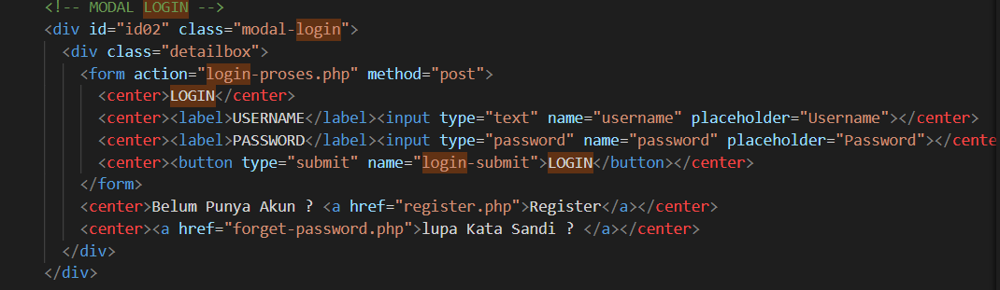 <!-- MODAL LOGIN -->
<div id="id02" class="modal-login">
<div class="detailbox">
<form action="login-proses.php" method="post">
<center>LOGIN</center>
<center><label>USERNAME</label><input type="text" name="username" placeholder="Username"></center>
<center><label>PASSWORD</label><input type="password" name="password" placeholder="Password"></cente
<center><button type="submit" name="login-submit">LOGIN</button></center>
</form>
<center>Belum Punya Akun ? <a href="register.php">Register</a></center>
<center><a href="forget-password.php">lupa Kata Sandi ? </a></center>
</div>
</div>